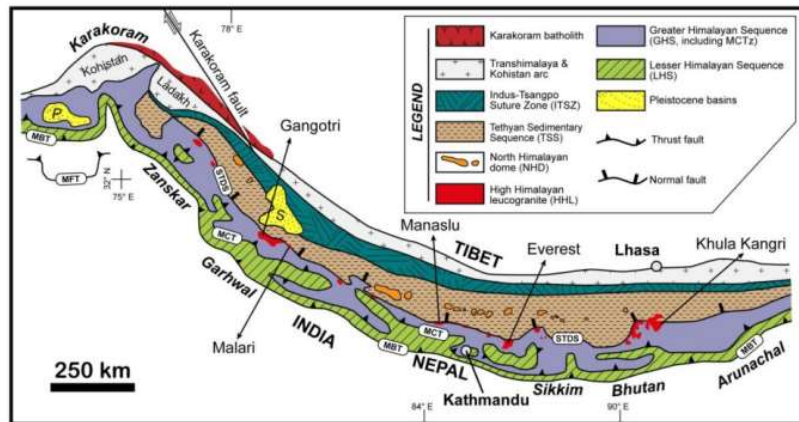 78° E
Karakoram
Kohistan
Ladakh
Karakoram fault
Gangotri
P
MBT
MFT
32° N
75° E
Zanskar
STDS
S
MCT
Garhwal
Malari
INDIA
250 km
Manaslu
TIBET
Everest
Lhasa
Khula Kangri
MCT
STDS
MBT
NEPAL
Kathmandu
Sikkim
Bhutan
MBT
Arunachal
84° E
90° E
LEGEND
Karakoram batholith
Transhimalaya &
Kohistan arc
Indus-Tsangpo
Suture Zone (ITSZ)
Tethyan Sedimentary
Sequence (TSS)
North Himalayan
dome (NHD)
High Himalayan
leucogranite (HHL)
Greater Himalayan Sequence
(GHS, including MCTz)
Lesser Himalayan Sequence
(LHS)
Pleistocene basins
Thrust fault
Normal fault